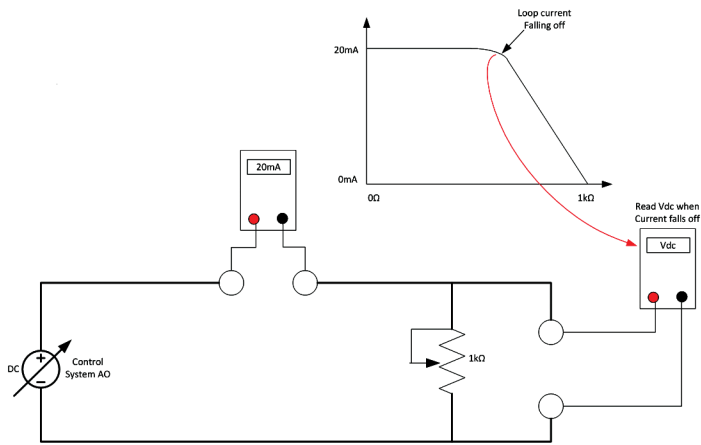 Loop current
Falling off
20mA
0mA
0Ω
1kΩ
20mA
Read Vdc when
Current falls off
Vdc
DC
+
−
Control
System AO
1kΩ